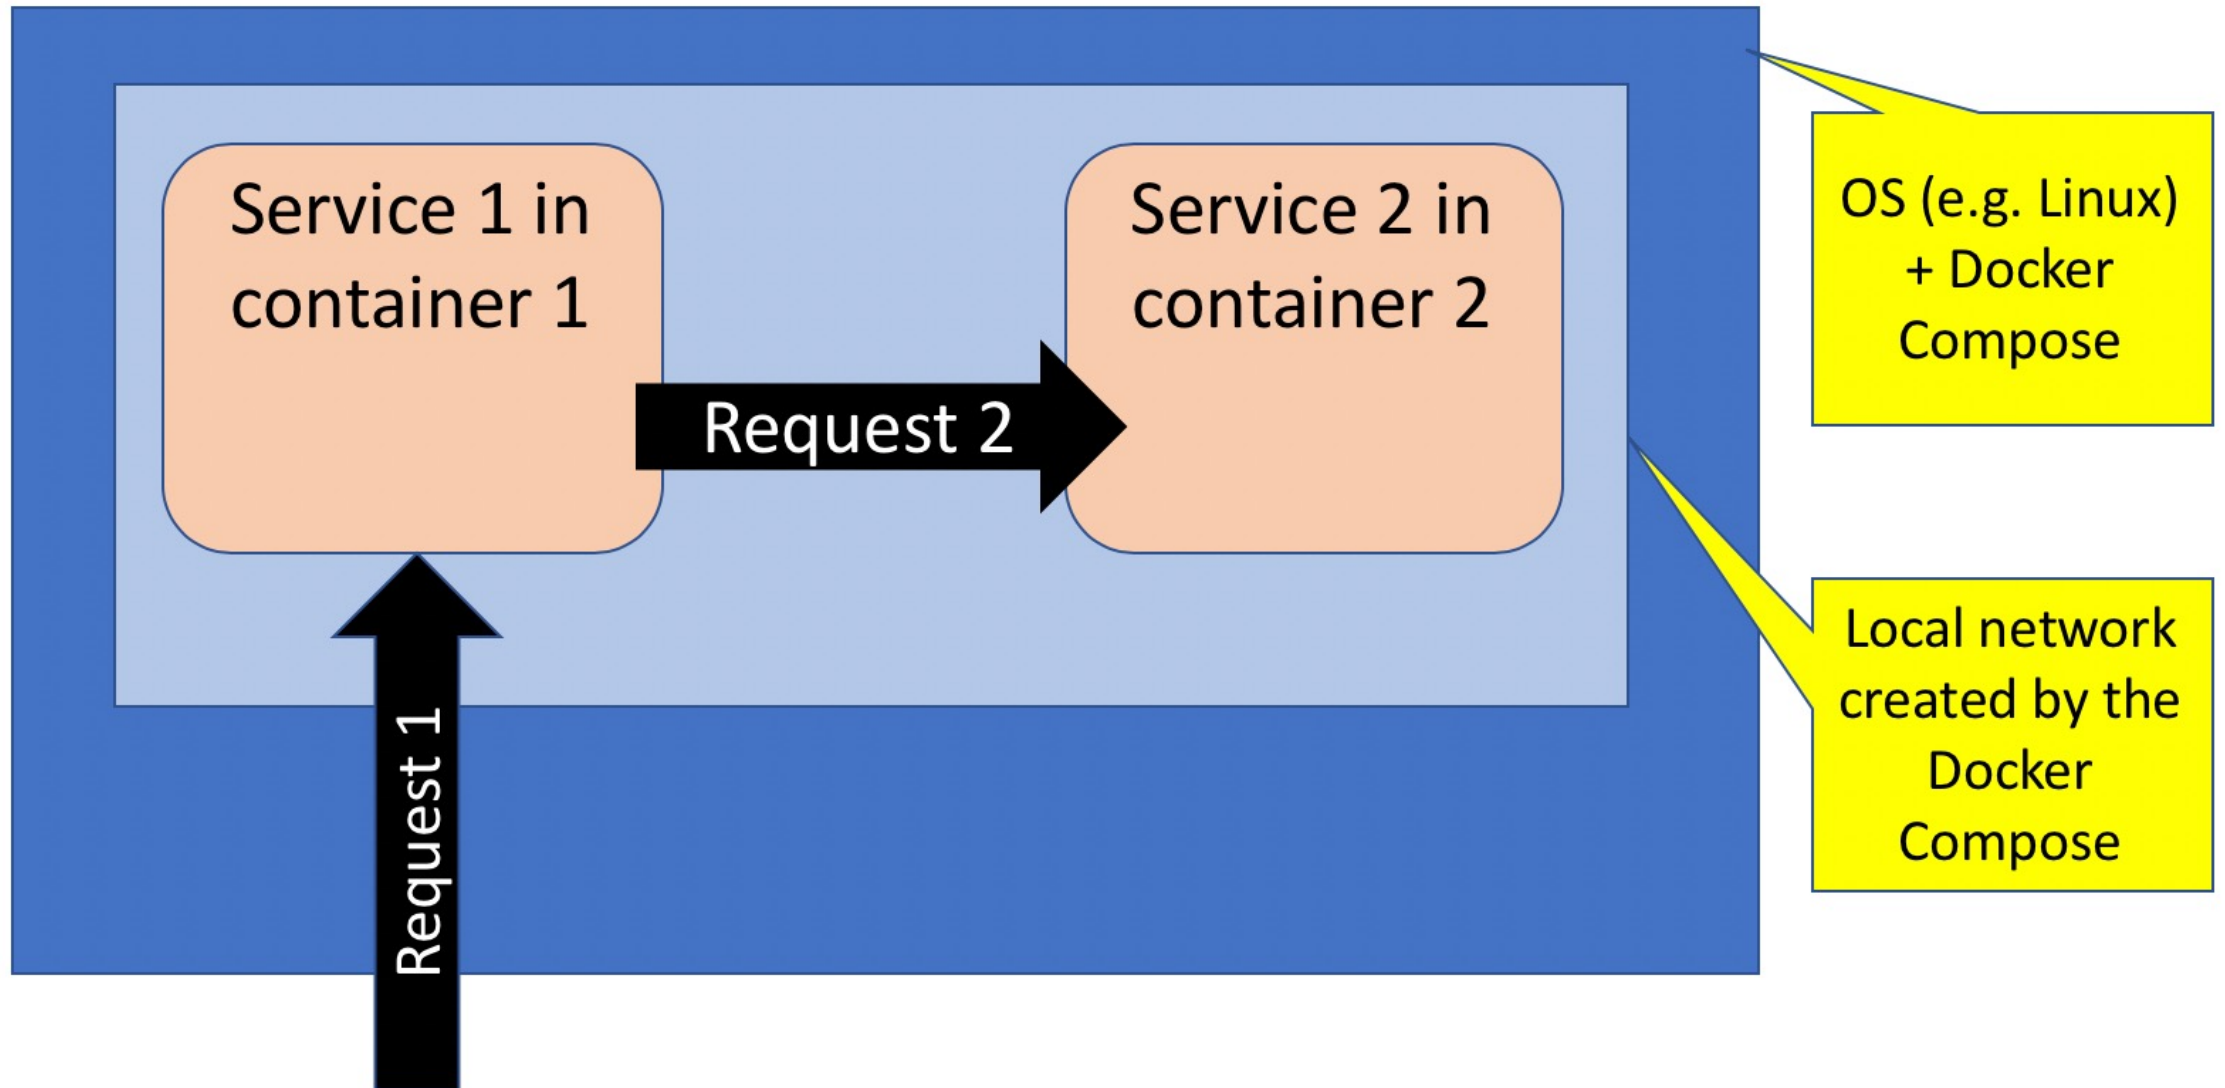 Service 1 in
container 1
Service 2 in
container 2
Request 2
Request 1
OS (e.g. Linux)
+ Docker
Compose
Local network
created by the
Docker
Compose